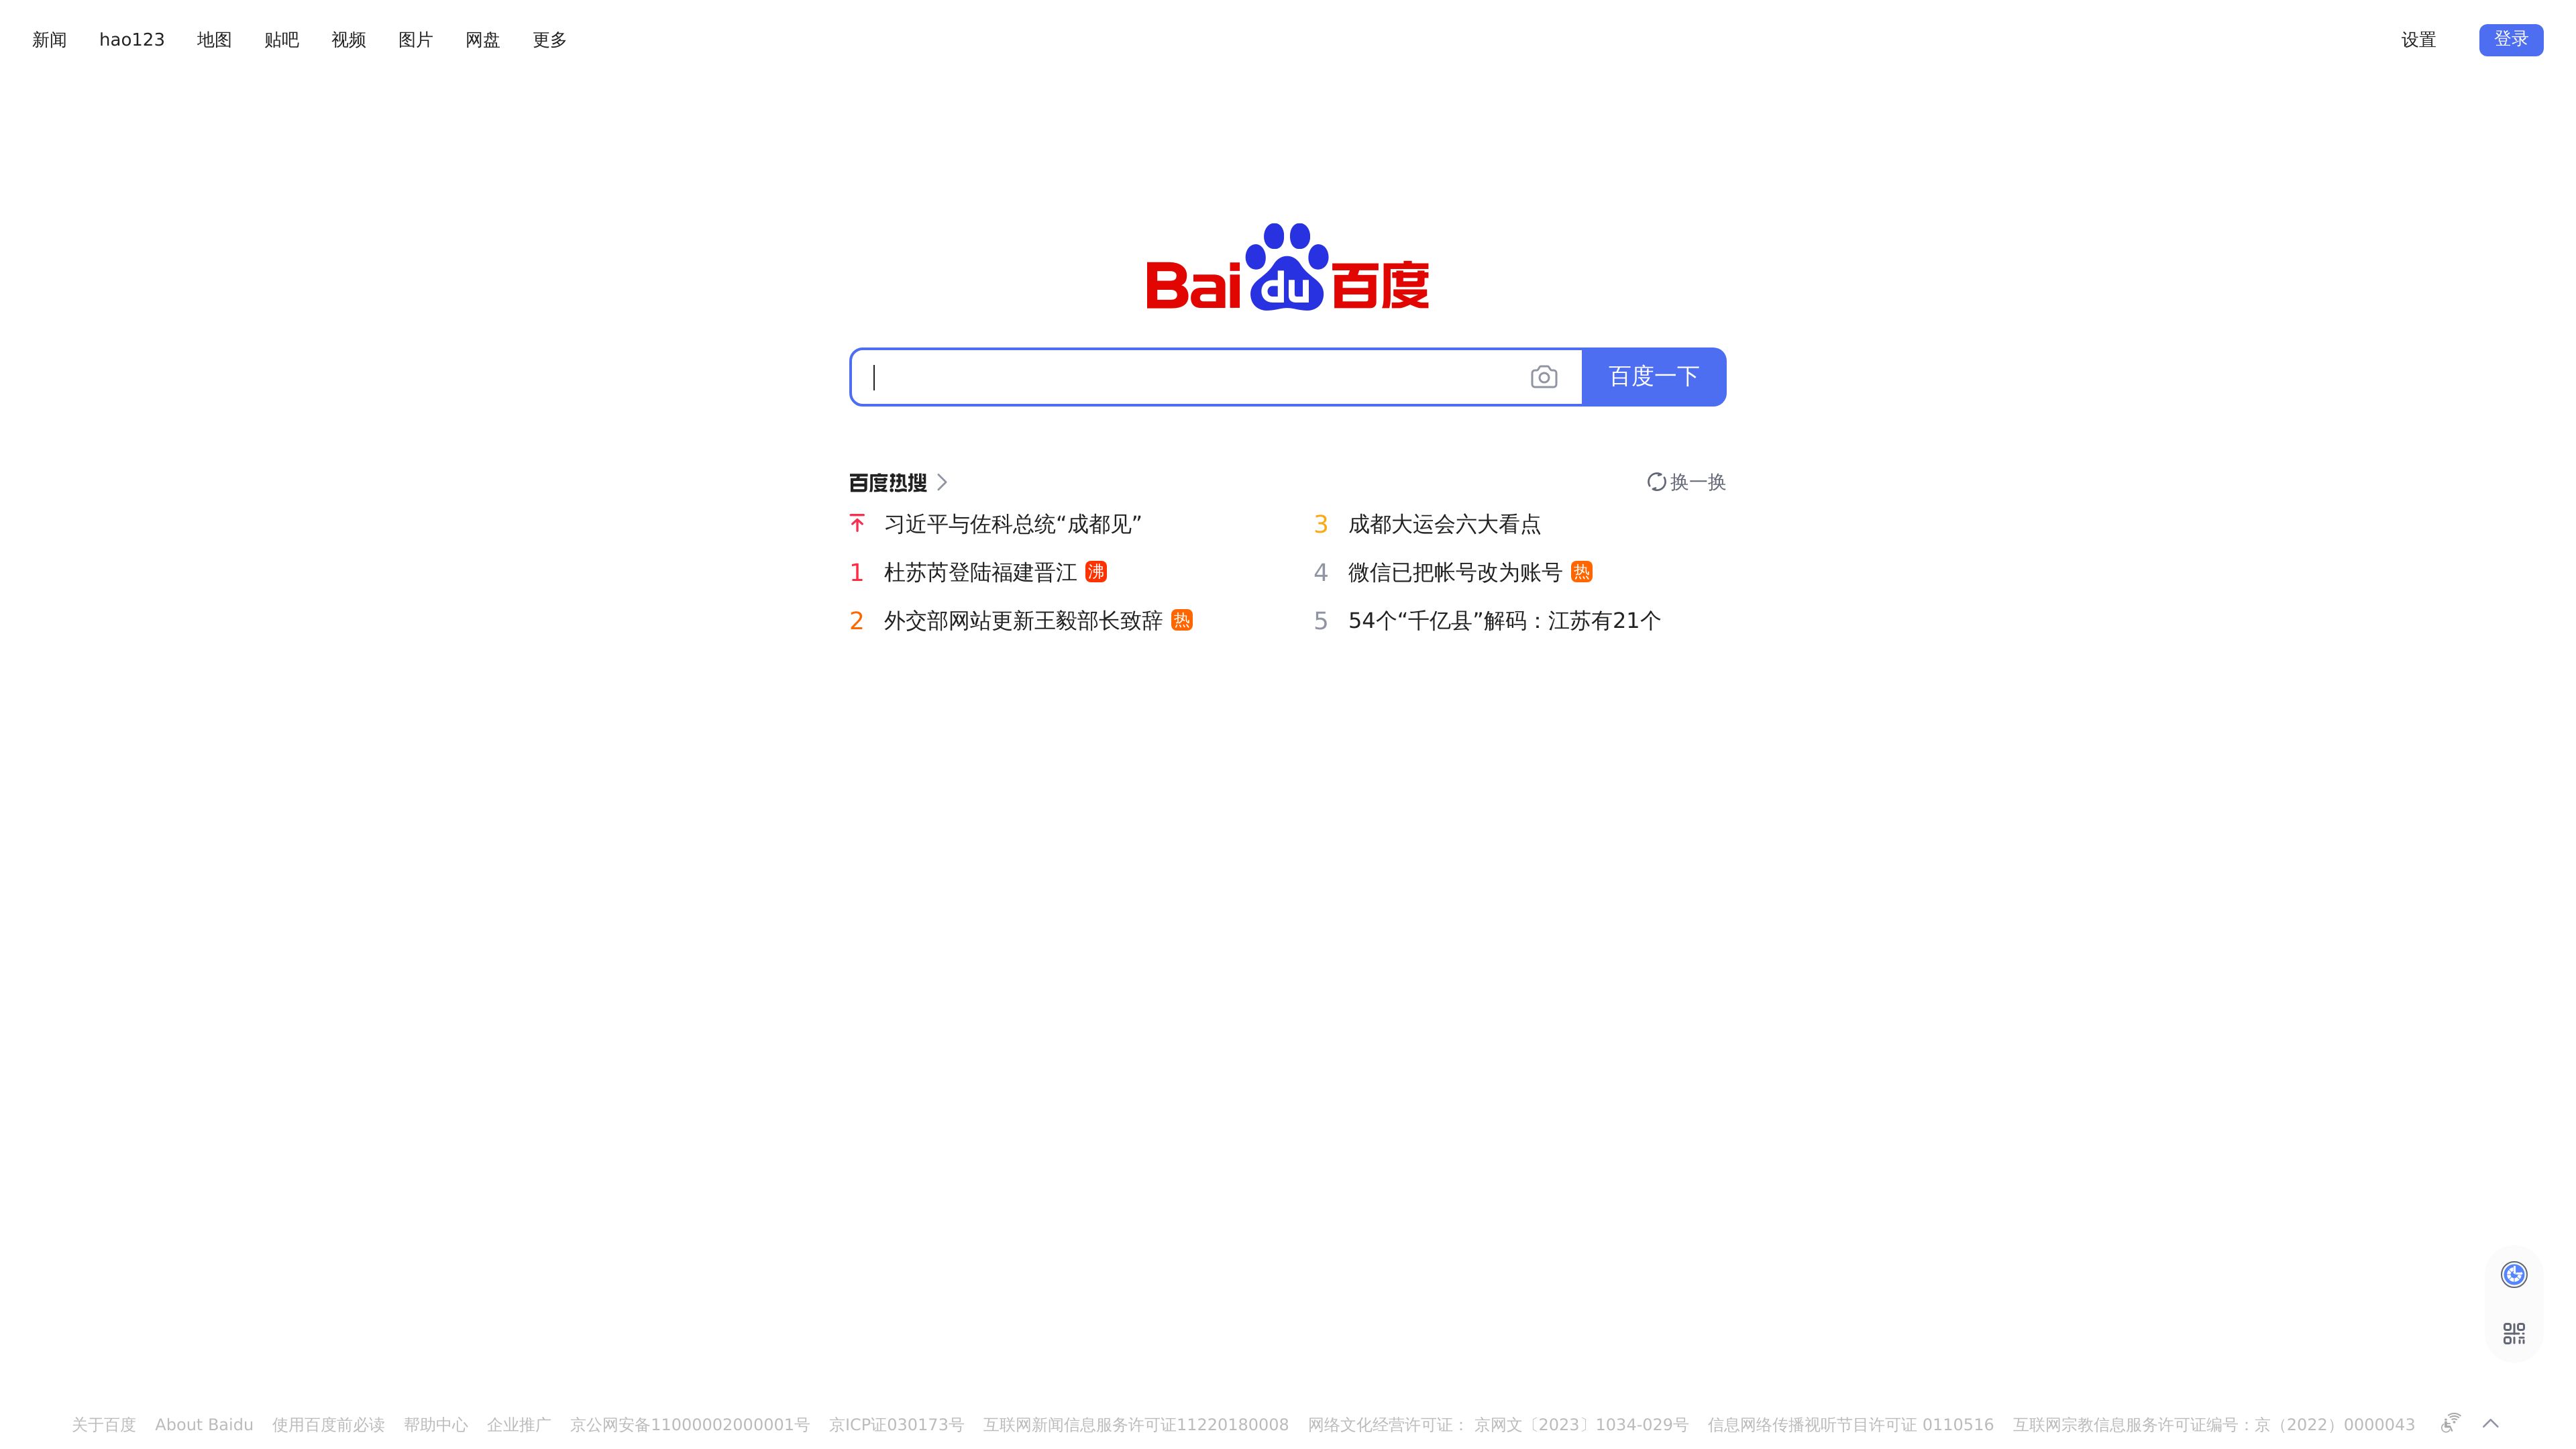 新闻 hao123 地图 贴吧 视频 图片 网盘 更多 设置 登录
Bai du 百度
百度一下
百度热搜 换一换
习近平与佐科总统“成都见”
1 杜苏芮登陆福建晋江 沸
2 外交部网站更新王毅部长致辞 热
3 成都大运会六大看点
4 微信已把帐号改为账号 热
5 54个“千亿县”解码：江苏有21个
关于百度 About Baidu 使用百度前必读 帮助中心 企业推广 京公网安备11000002000001号 京ICP证030173号 互联网新闻信息服务许可证11220180008 网络文化经营许可证： 京网文〔2023〕1034-029号 信息网络传播视听节目许可证 0110516 互联网宗教信息服务许可证编号：京（2022）0000043